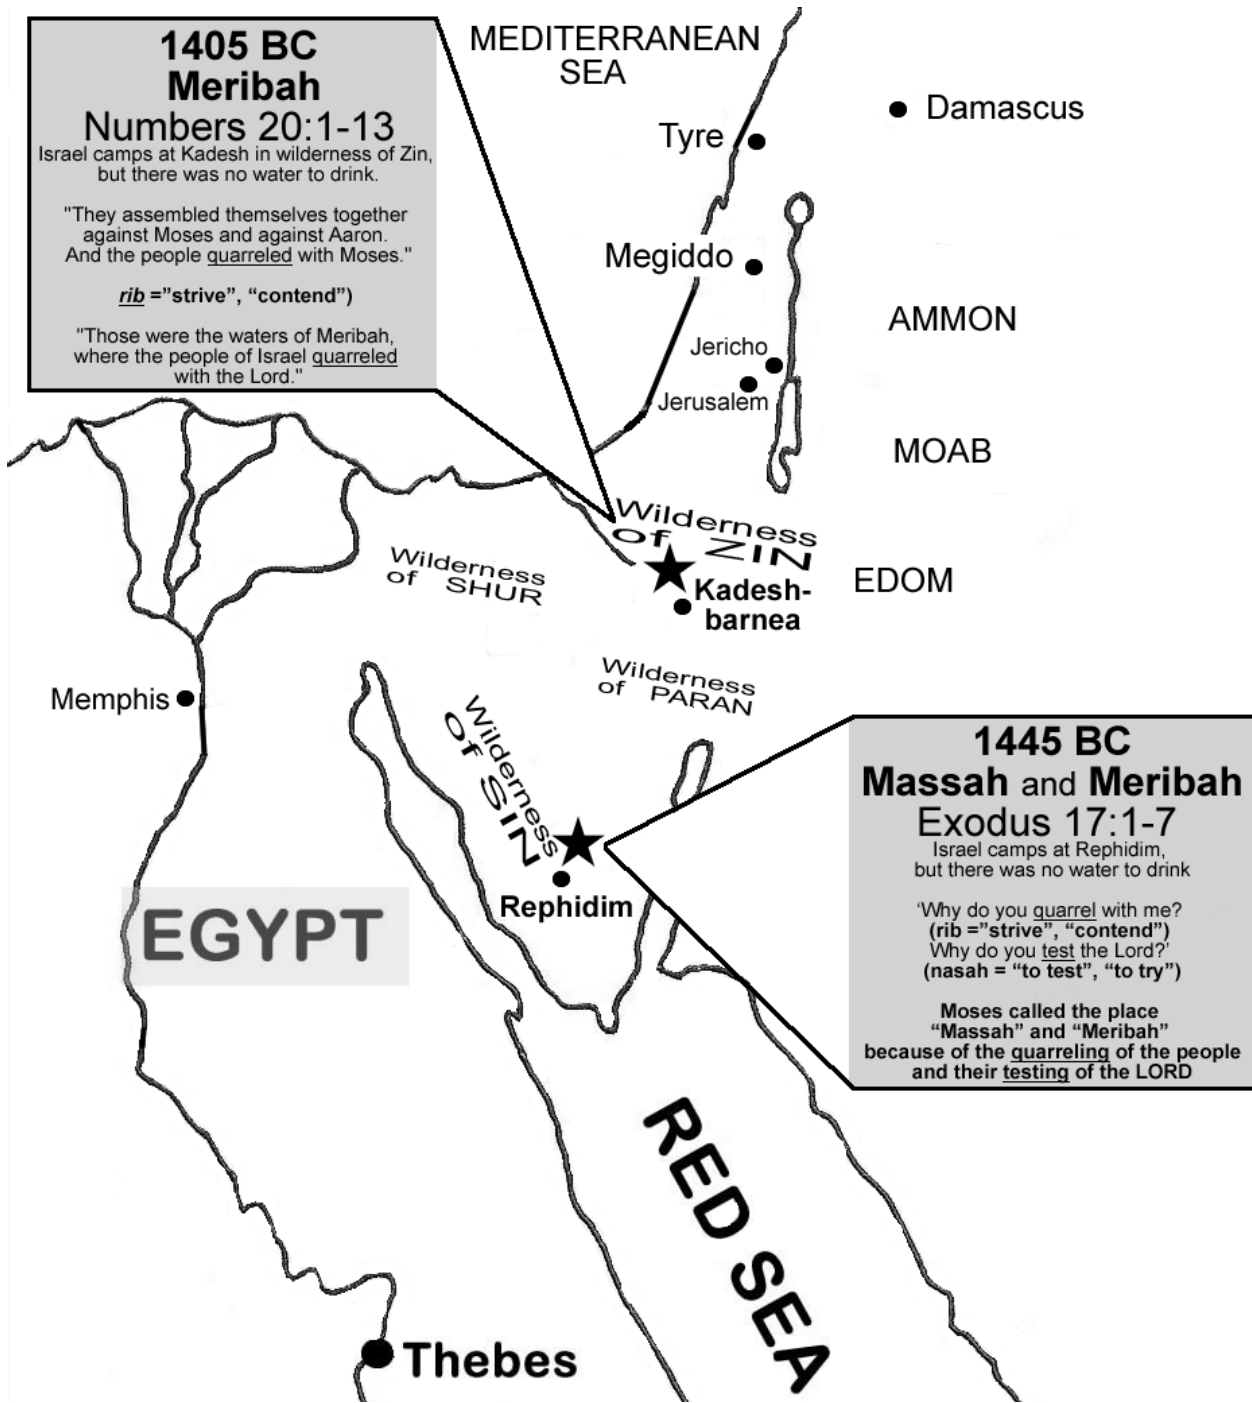 1405 BC
Meribah
Numbers 20:1-13
Israel camps at Kadesh in wilderness of Zin,
but there was no water to drink.
"They assembled themselves together
against Moses and against Aaron.
And the people quarreled with Moses."
rib ="strive", "contend")
"Those were the waters of Meribah,
where the people of Israel quarreled
with the Lord."
MEDITERRANEAN
SEA
Damascus
Tyre
Megiddo
AMMON
Jericho
Jerusalem
MOAB
Wilderness
of ZIN
Wilderness
of SHUR
EDOM
Kadesh-
barnea
Wilderness
of PARAN
Memphis
Wilderness
Of SIN
Rephidim
1445 BC
Massah and Meribah
Exodus 17:1-7
Israel camps at Rephidim,
but there was no water to drink
‘Why do you quarrel with me?
(rib =”strive”, “contend”)
Why do you test the Lord?’
(nasah = “to test”, “to try”)
Moses called the place
“Massah” and “Meribah”
because of the quarreling of the people
and their testing of the LORD
EGYPT
RED SEA
Thebes